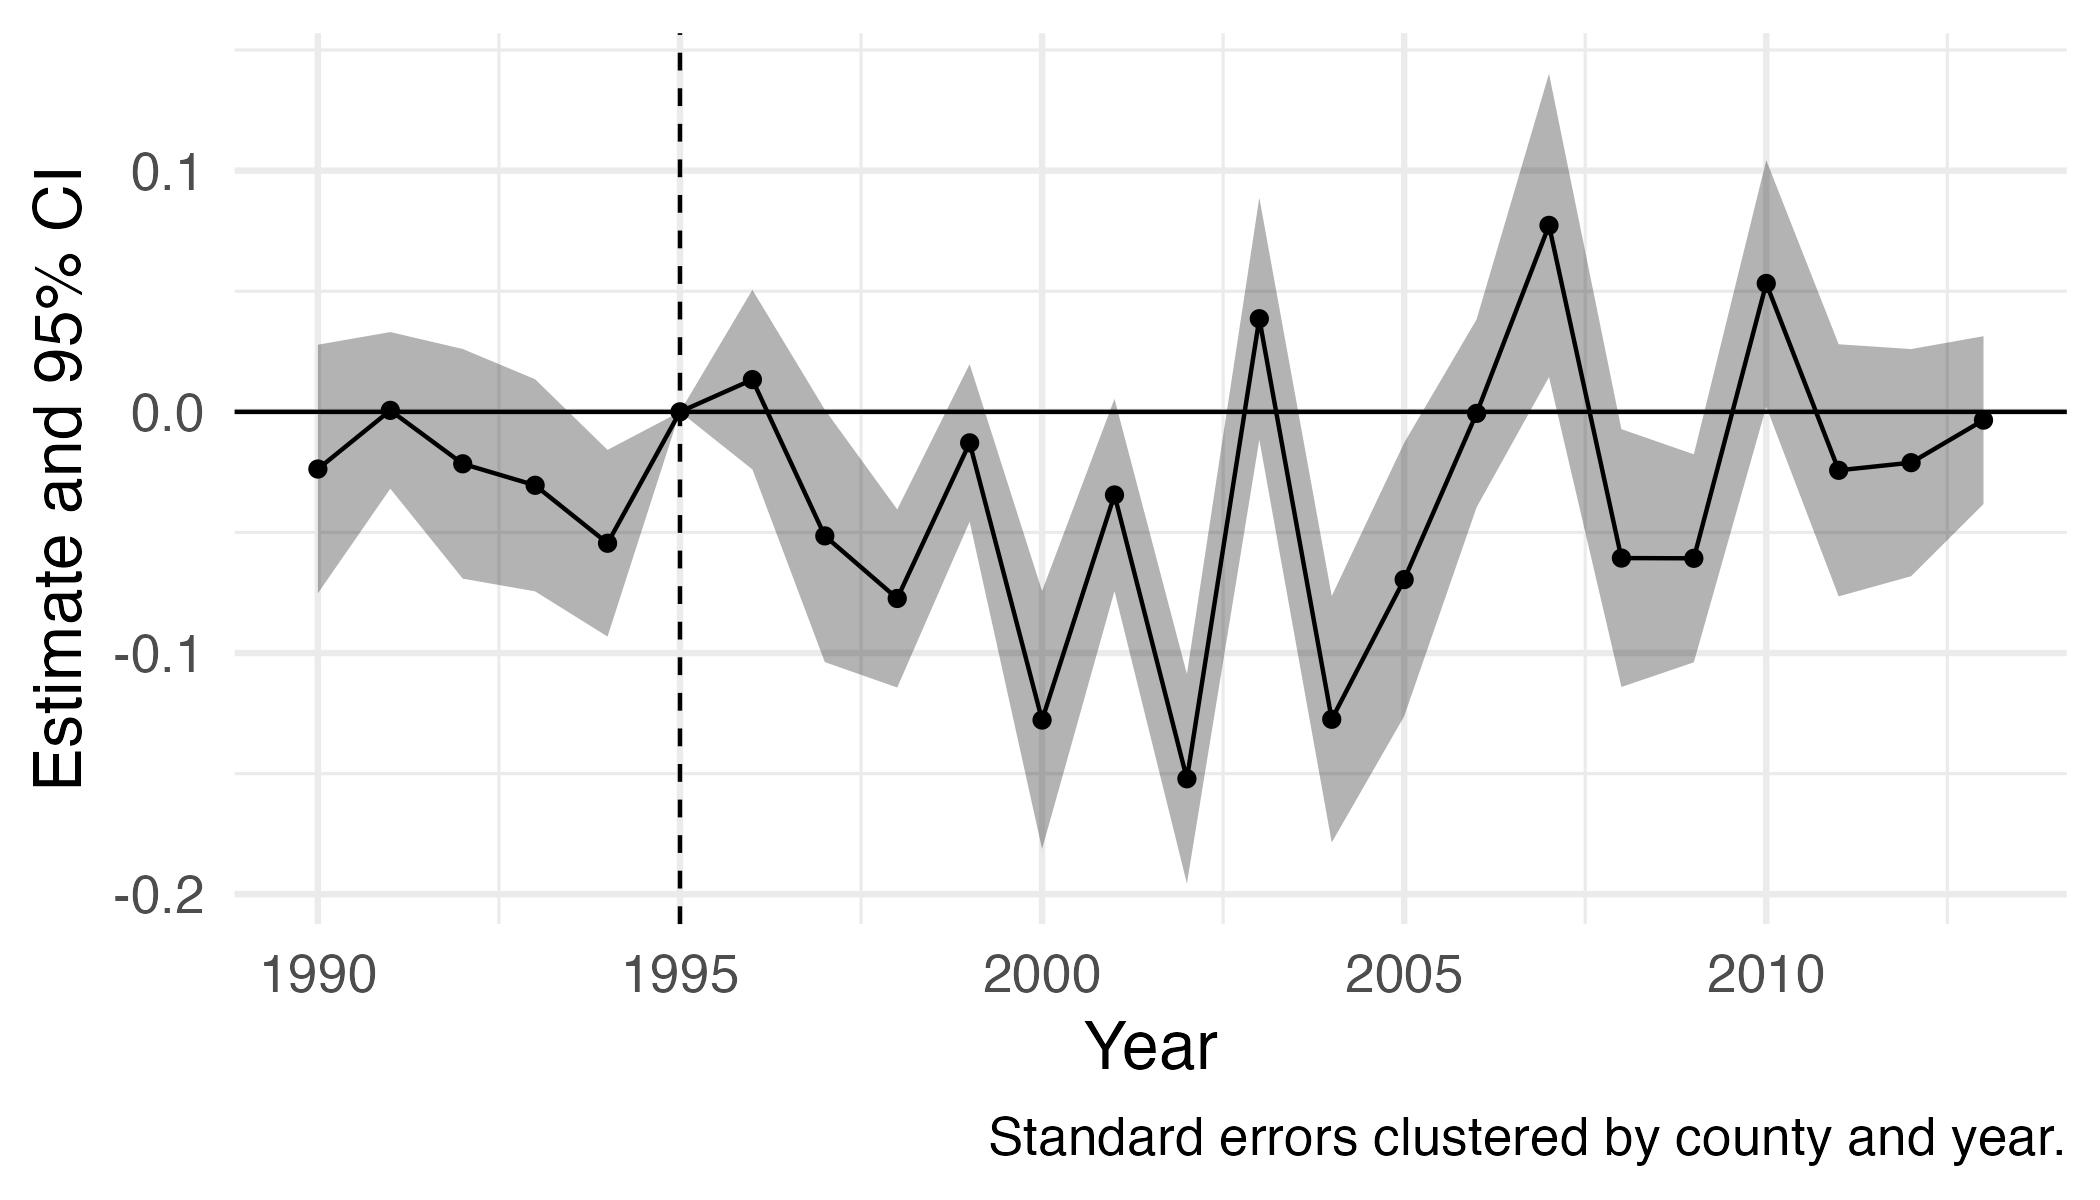 Estimate and 95% CI
0.1
0.0
-0.1
-0.2
1990 1995 2000 2005 2010
Year
Standard errors clustered by county and year.